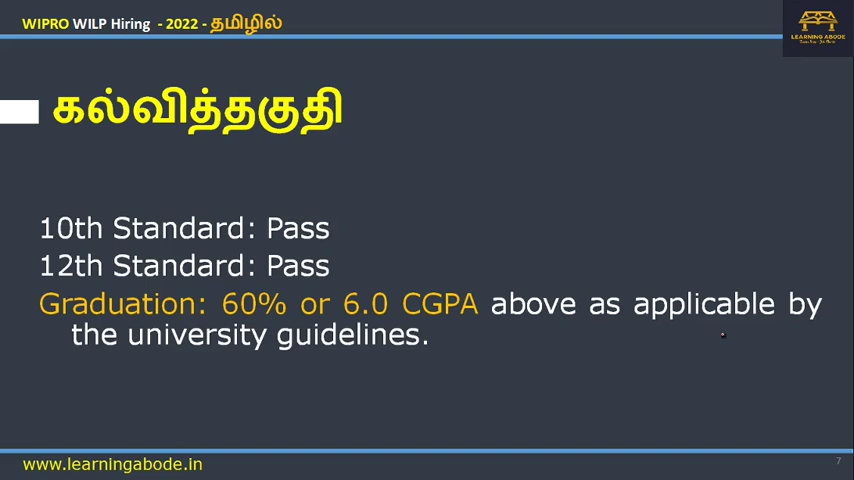 WIPRO WILP Hiring - 2022 - தமிழில்
LEARNING ABODE
கல்வித்தகுதி
10th Standard: Pass
12th Standard: Pass
Graduation: 60% or 6.0 CGPA above as applicable by
the university guidelines.
www.learningabode.in
7